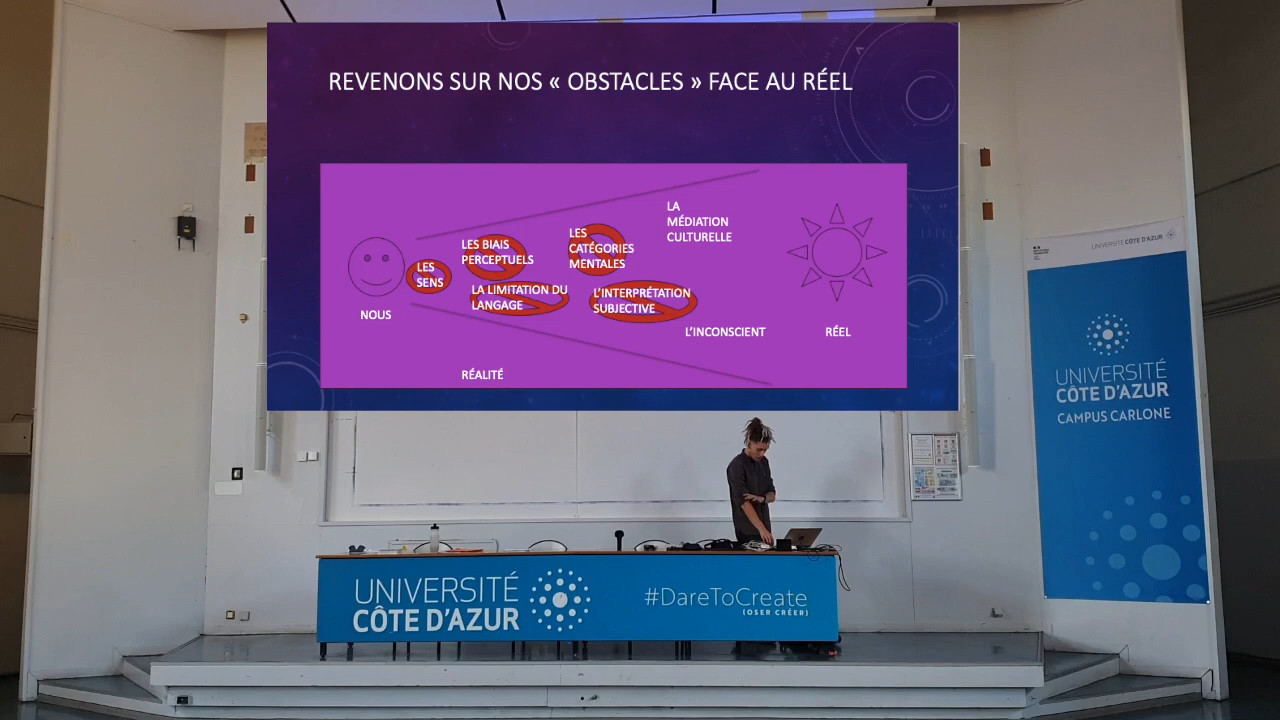 REVENONS SUR NOS « OBSTACLES » FACE AU RÉEL
LA
MÉDIATION
CULTURELLE
LES
CATÉGORIES
MENTALES
LES BIAIS
PERCEPTUELS
LES
SENS
LA LIMITATION DU
LANGAGE
L'INTERPRÉTATION
SUBJECTIVE
NOUS
L'INCONSCIENT
RÉEL
RÉALITÉ
UNIVERSITÉ CÔTE D'AZUR
UNIVERSITÉ
CÔTE D'AZUR
CAMPUS CARLONE
UNIVERSITÉ
CÔTE D'AZUR
#DareToCreate
(OSER CRÉER)